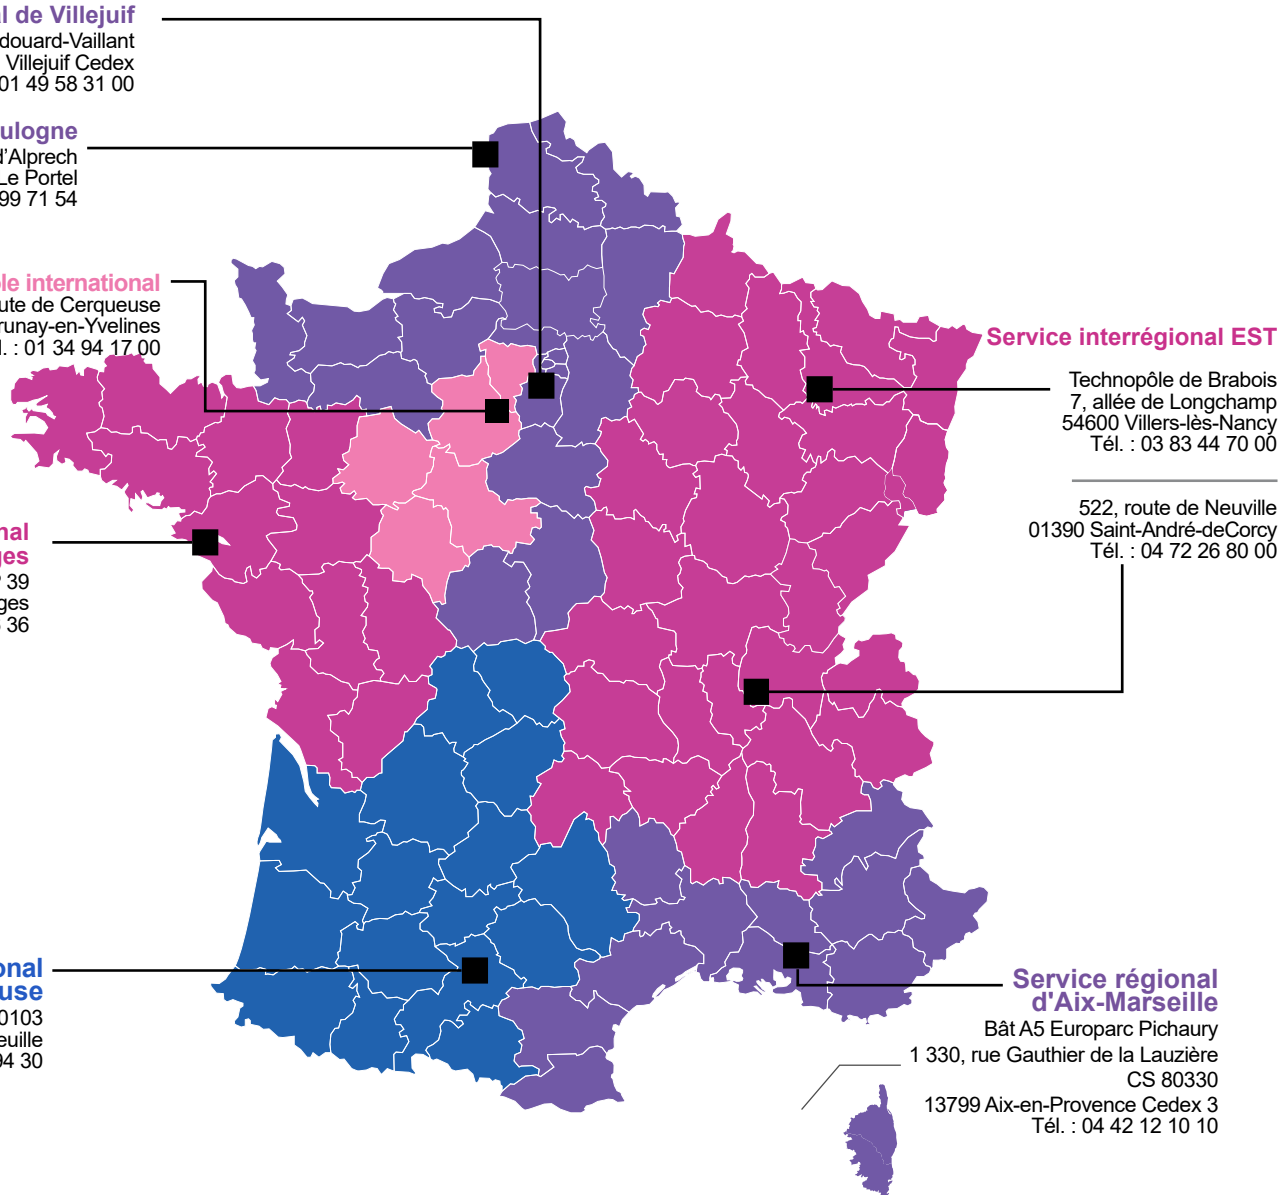 al de Villejuif
douard-Vaillant
Villejuif Cedex
01 49 58 31 00
ulogne
d'Alprech
Le Portel
99 71 54
le international
ute de Cerqueuse
runay-en-Yvelines
l. : 01 34 94 17 00
Service interrégional EST
Technopôle de Brabois
7, allée de Longchamp
54600 Villers-lès-Nancy
Tél. : 03 83 44 70 00
522, route de Neuville
01390 Saint-André-deCorcy
Tél. : 04 72 26 80 00
nal
ges
39
ges
36
onal
use
0103
euille
94 30
Service régional
d'Aix-Marseille
Bât A5 Europarc Pichaury
1 330, rue Gauthier de la Lauzière
CS 80330
13799 Aix-en-Provence Cedex 3
Tél. : 04 42 12 10 10